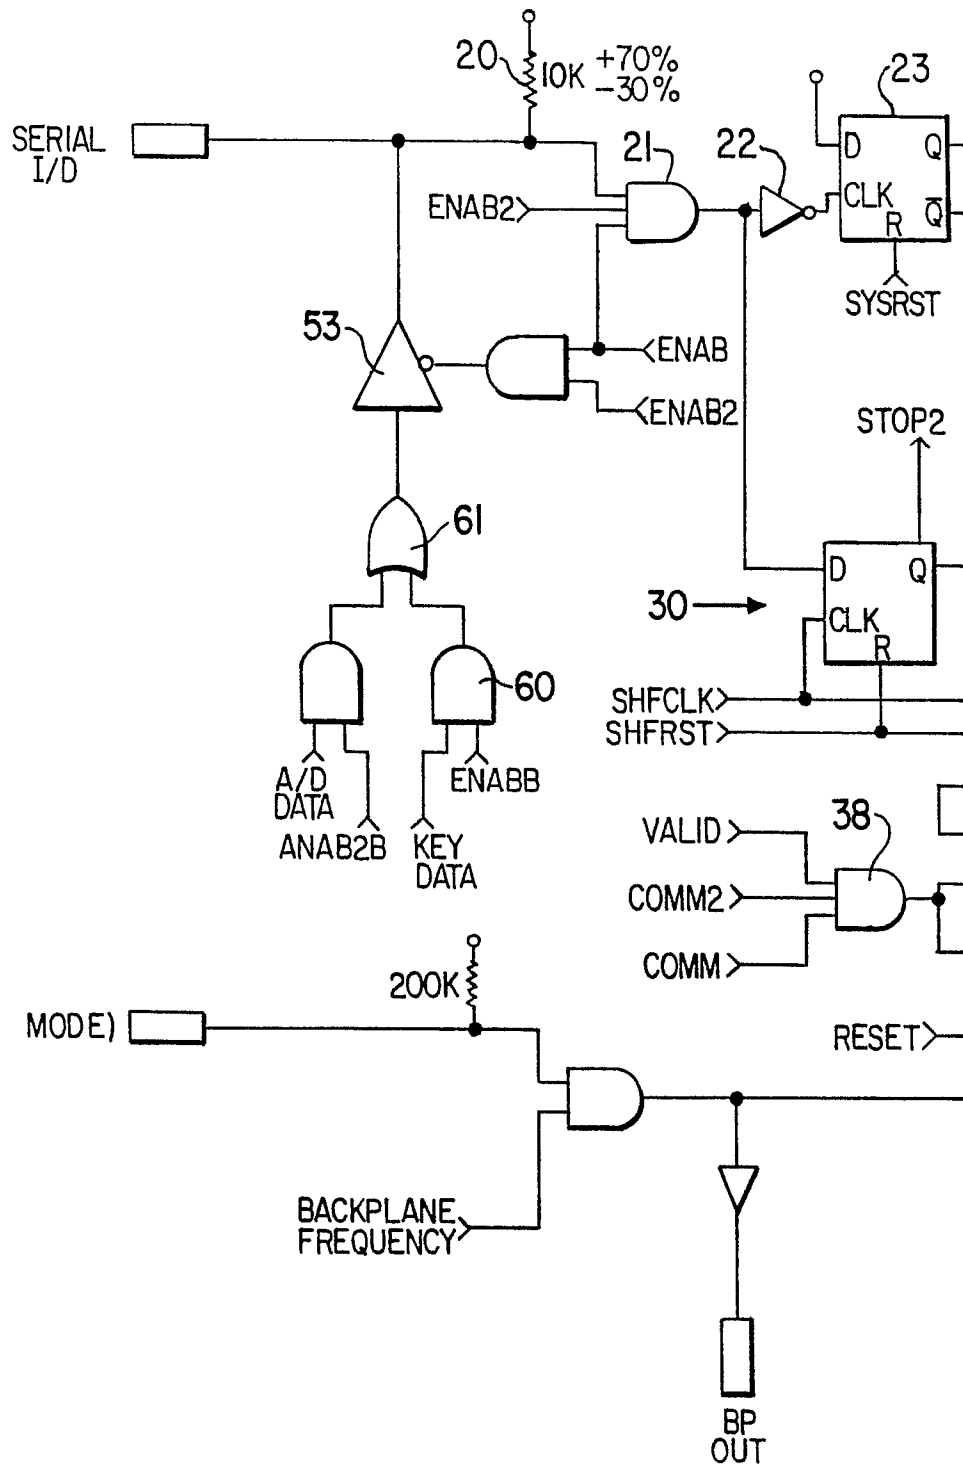 20
10K
+70%
-30%
23
SERIAL
I/D
21
22
D
Q
CLK
Q
R
ENAB2
SYSRST
53
ENAB
ENAB2
STOP2
61
D
Q
30
CLK
R
60
SHFCLK
SHFRST
A/D
DATA
ENABB
ANAB2B
KEY
DATA
38
VALID
COMM2
COMM
200K
MODE)
RESET
BACKPLANE
FREQUENCY
BP
OUT